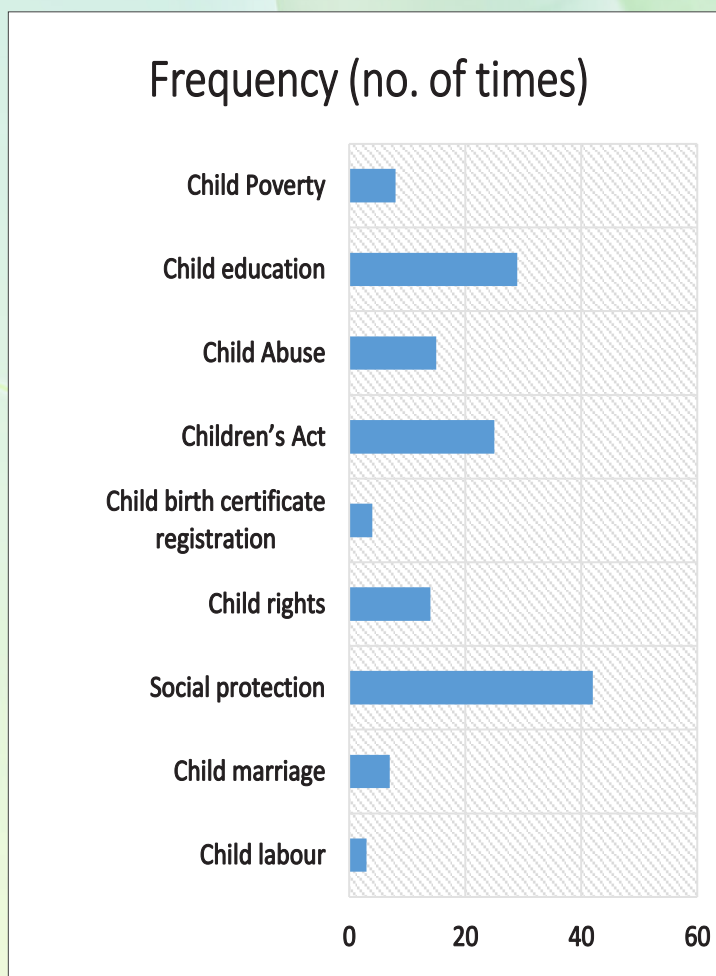 Frequency (no. of times)
Child Poverty
Child education
Child Abuse
Children’s Act
Child birth certificate
registration
Child rights
Social protection
Child marriage
Child labour
0 20 40 60